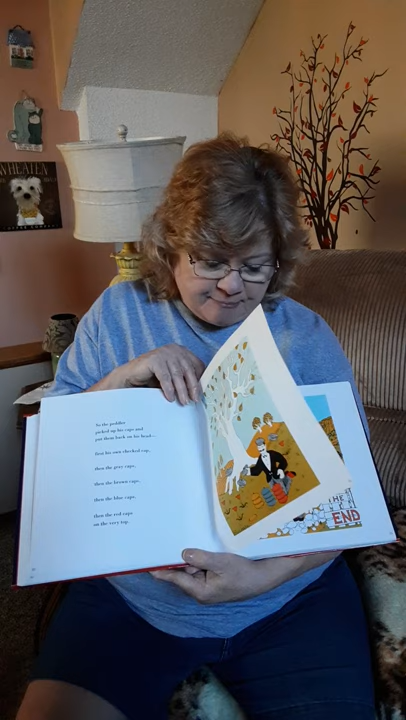 WHEATEN
So the peddler
picked up his caps and
put them back on his head—
first his own checked cap,
then the gray caps,
then the brown caps,
then the blue caps,
then the red caps
on the very top.
THE
END